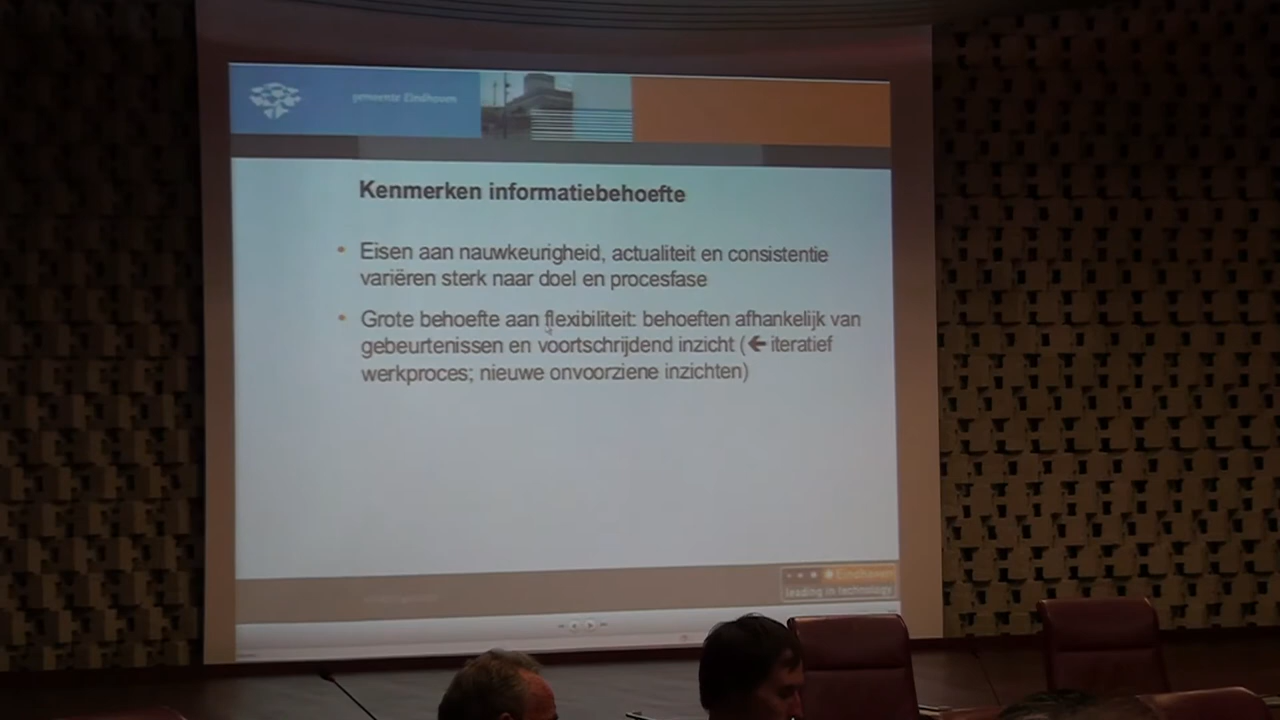 gemeente Eindhoven
Kenmerken informatiebehoefte
• Eisen aan nauwkeurigheid, actualiteit en consistentie
variëren sterk naar doel en procesfase
• Grote behoefte aan flexibiliteit: behoeften afhankelijk van
gebeurtenissen en voortschrijdend inzicht (← iteratief
werkproces; nieuwe onvoorziene inzichten)
Eindhoven
leading in technology